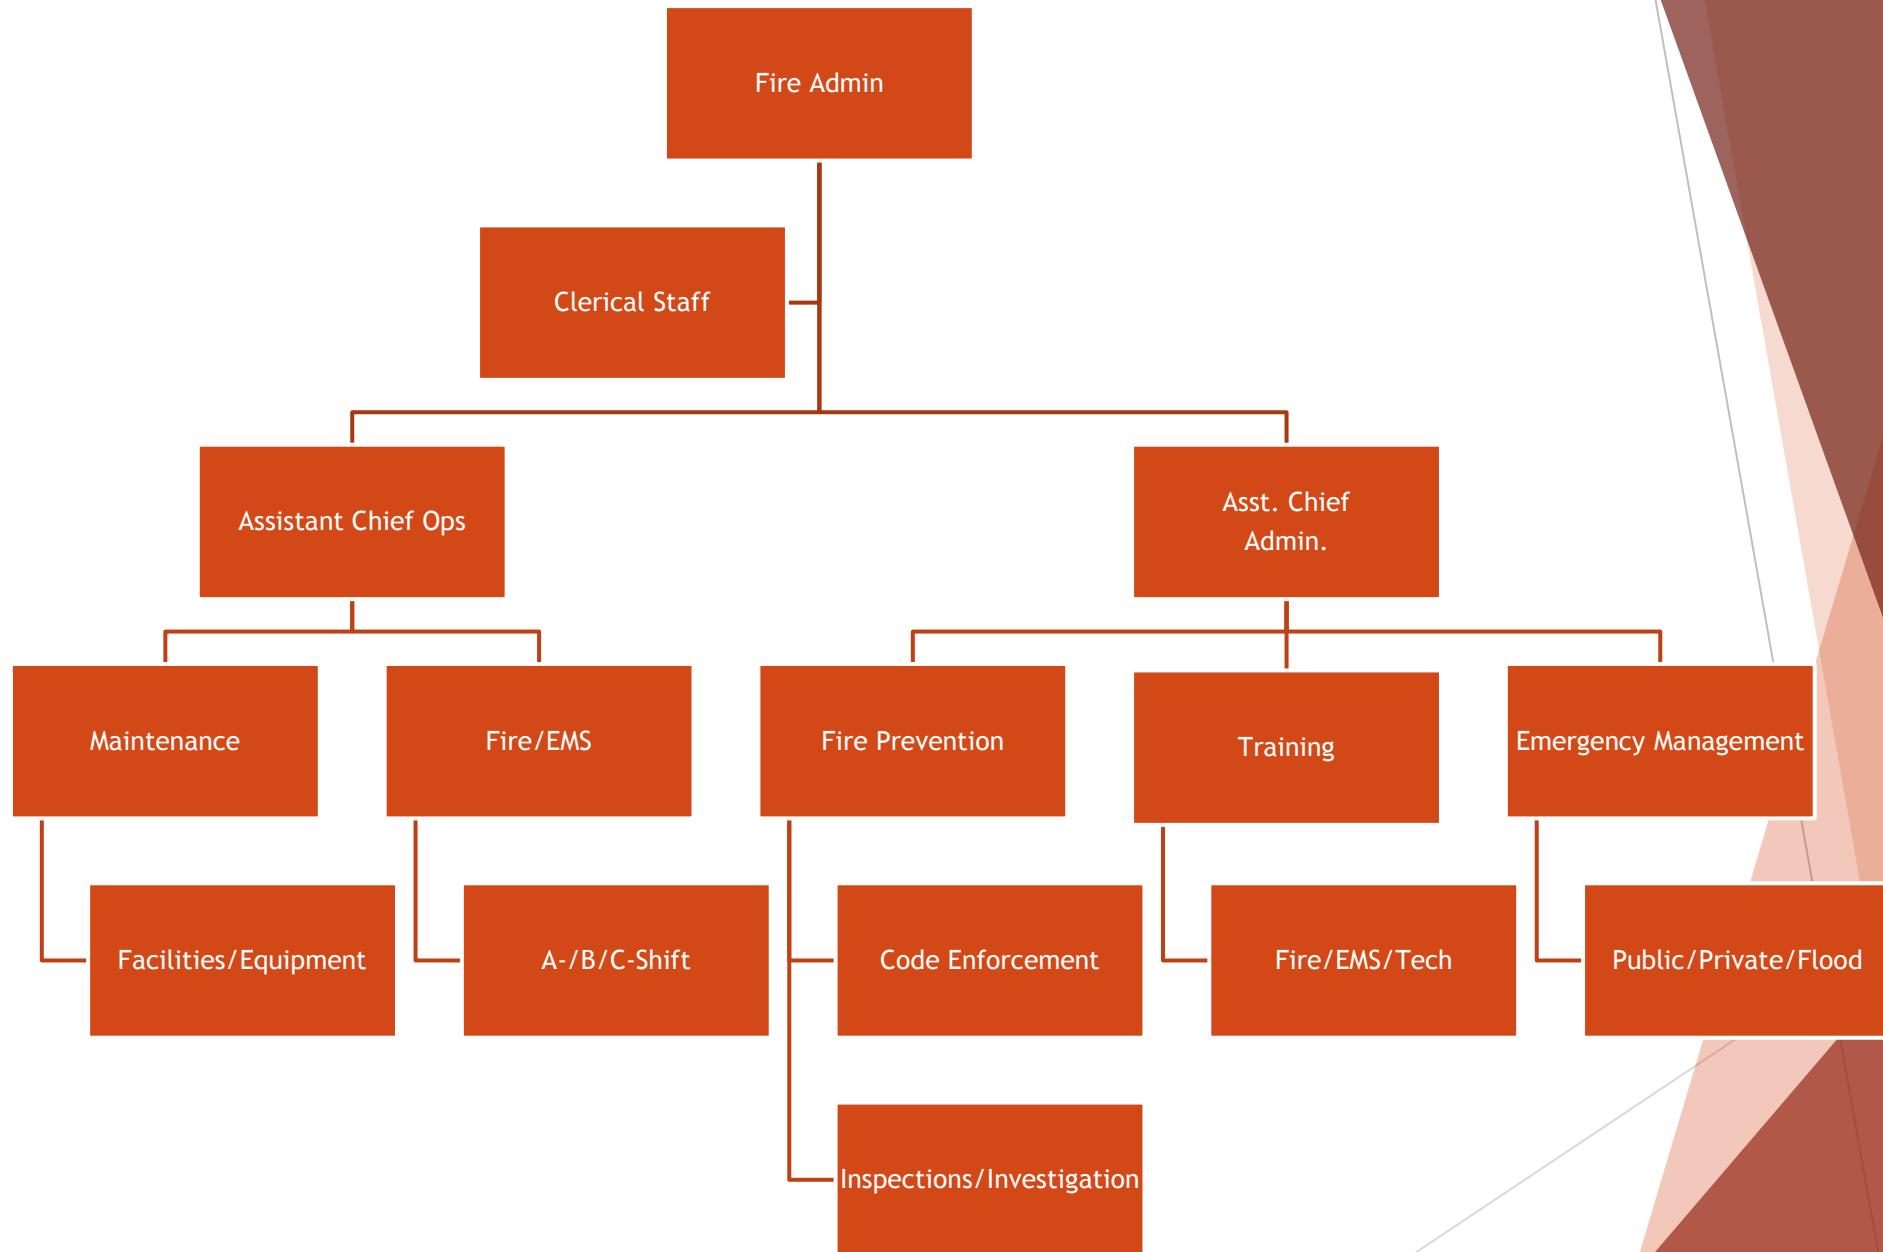 Fire Admin
Clerical Staff
Assistant Chief Ops
Asst. Chief
Admin.
Maintenance
Fire/EMS
Fire Prevention
Training
Emergency Management
Facilities/Equipment
A-/B/C-Shift
Code Enforcement
Fire/EMS/Tech
Public/Private/Flood
Inspections/Investigation